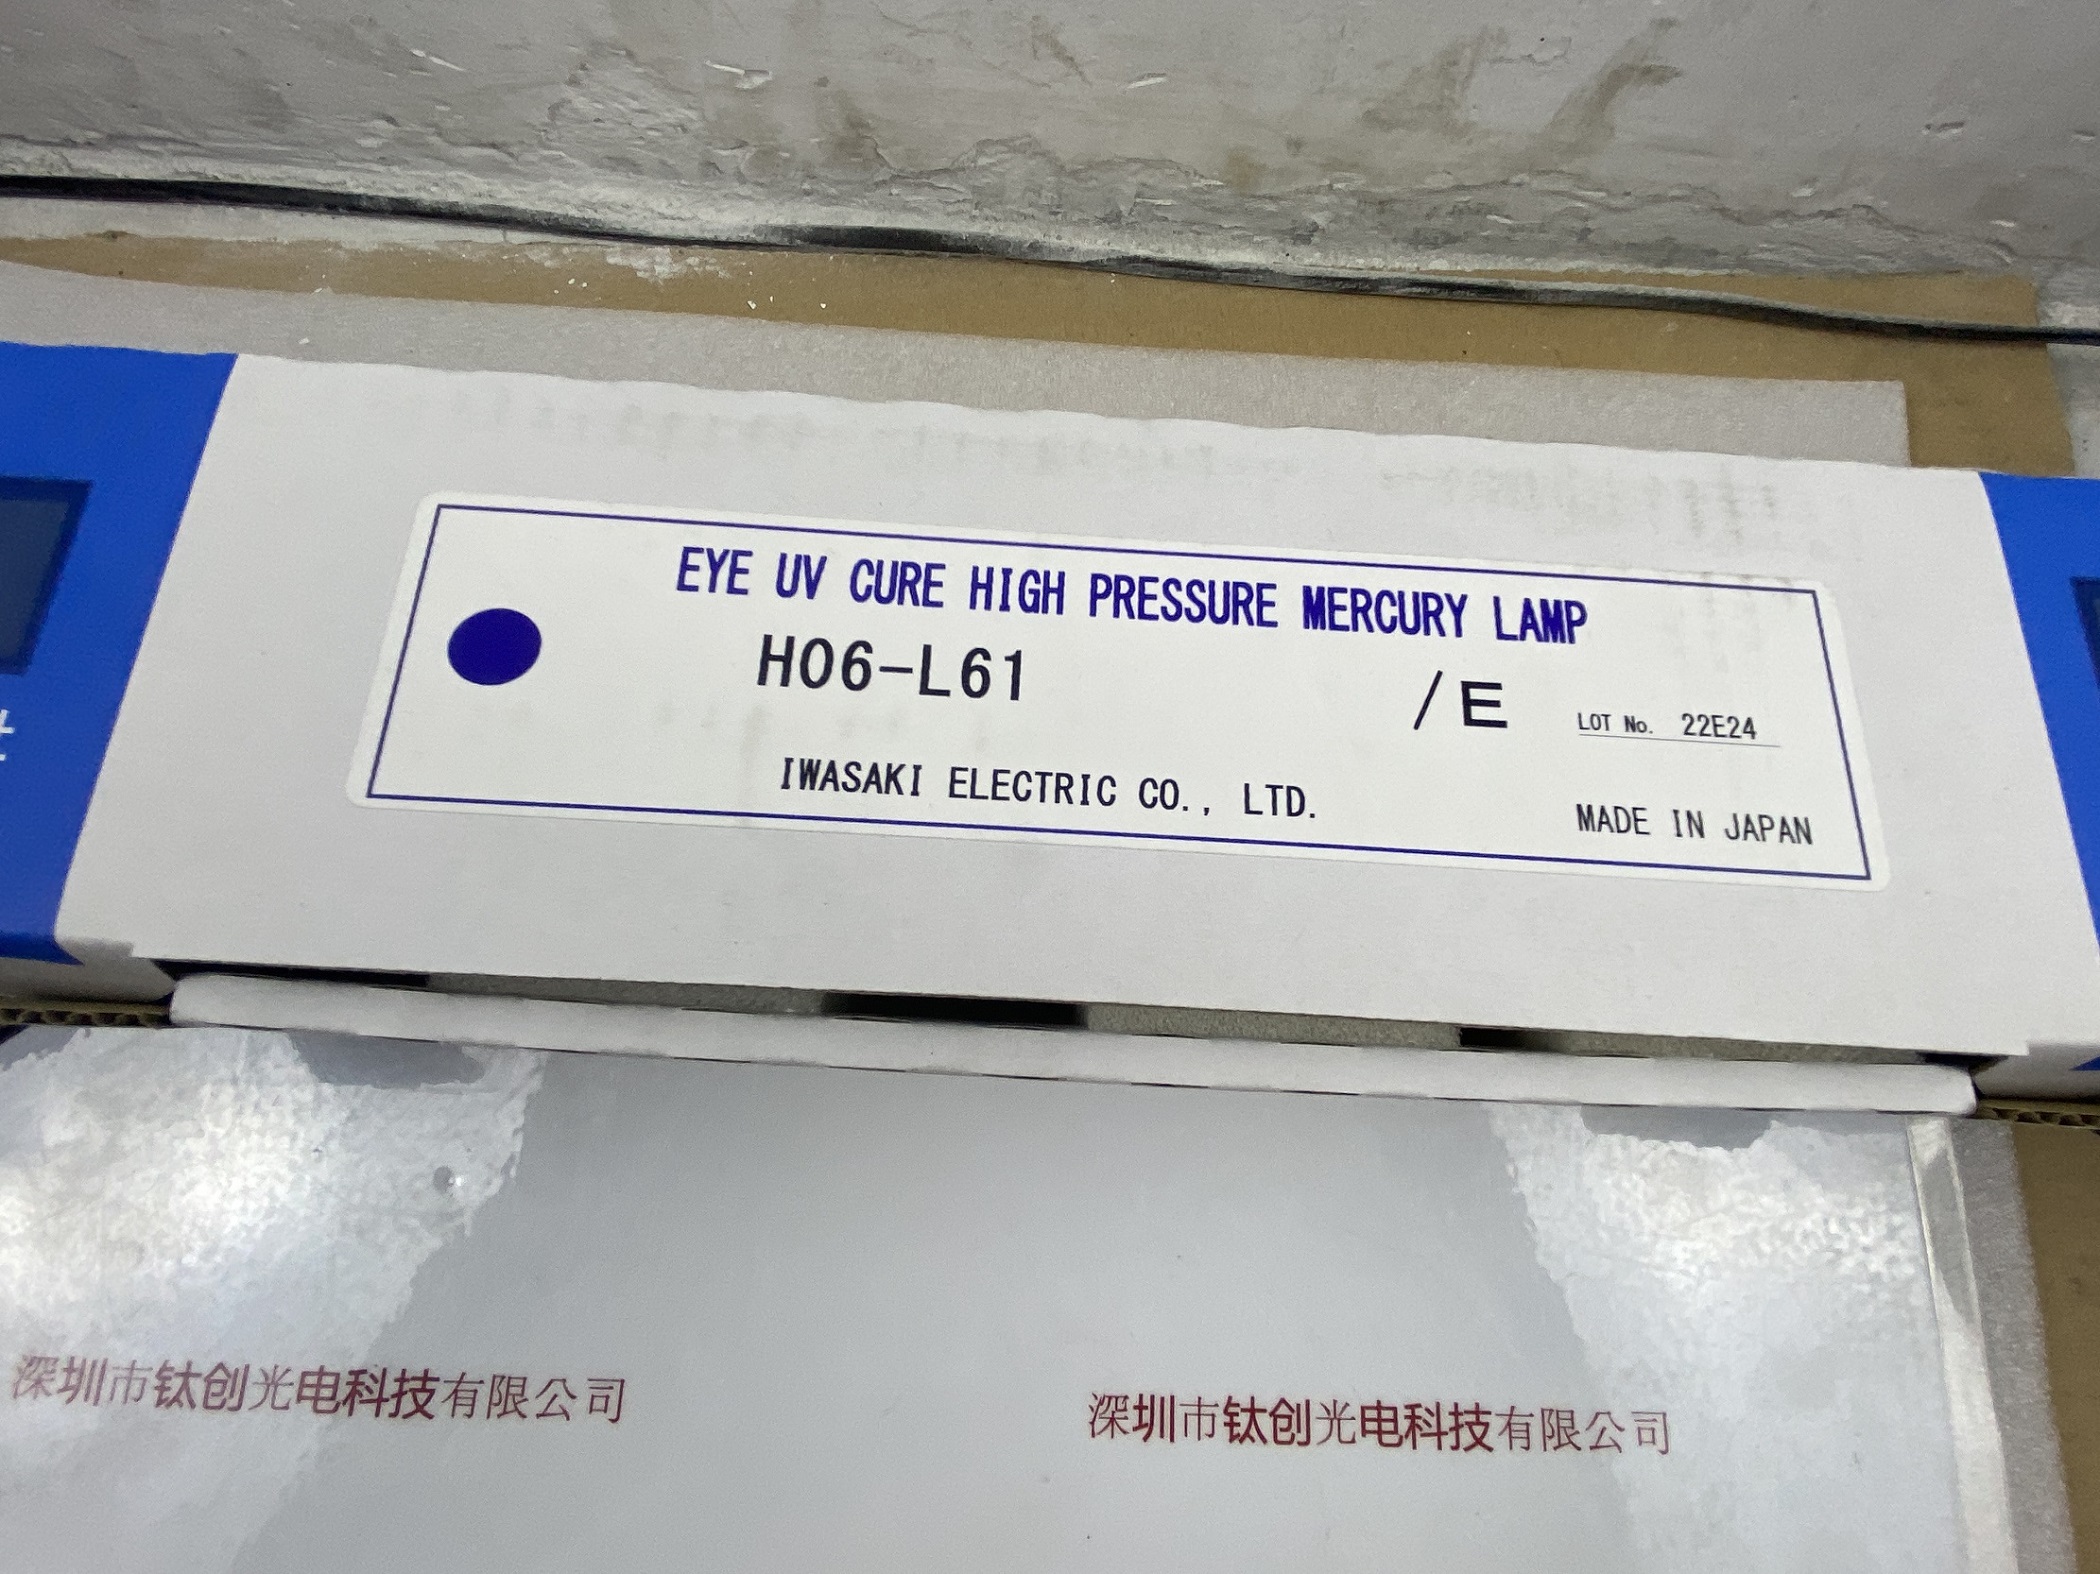 EYE UV CURE HIGH PRESSURE MERCURY LAMP
H06-L61 /E LOT No. 22E24
IWASAKI ELECTRIC CO., LTD. MADE IN JAPAN
深圳市钛创光电科技有限公司 深圳市钛创光电科技有限公司